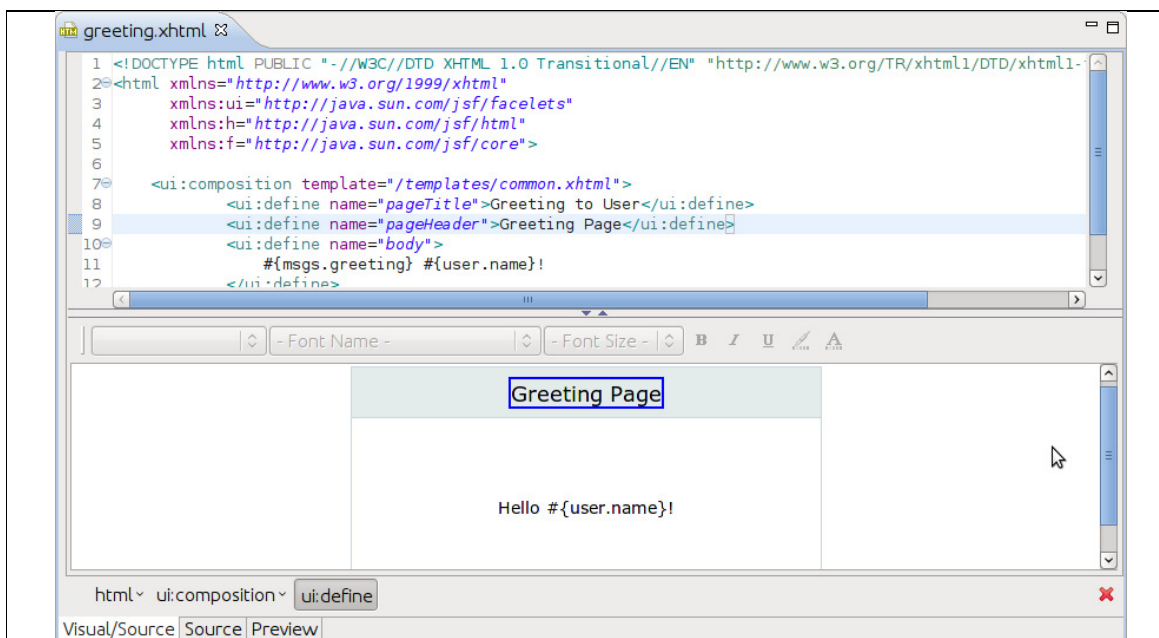 greeting.xhtml
1 <!DOCTYPE html PUBLIC "-//W3C//DTD XHTML 1.0 Transitional//EN" "http://www.w3.org/TR/xhtml1/DTD/xhtml1-
2 <html xmlns="http://www.w3.org/1999/xhtml"
3 xmlns:ui="http://java.sun.com/jsf/facelets"
4 xmlns:h="http://java.sun.com/jsf/html"
5 xmlns:f="http://java.sun.com/jsf/core">
6
7 <ui:composition template="/templates/common.xhtml">
8 <ui:define name="pageTitle">Greeting to User</ui:define>
9 <ui:define name="pageHeader">Greeting Page</ui:define>
10 <ui:define name="body">
11 #{msgs.greeting} #{user.name}!
12 </ui:define>
- Font Name - - Font Size - B I U A
Greeting Page
Hello #{user.name}!
html ui:composition ui:define
Visual/Source Source Preview